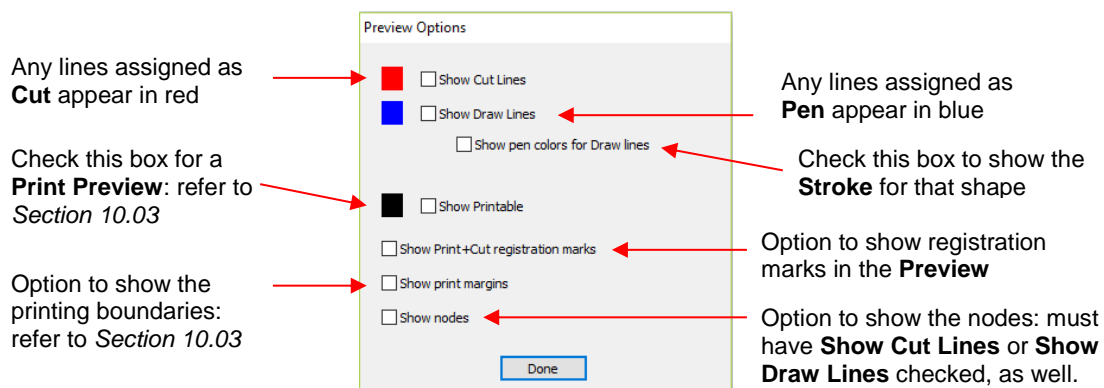 Preview Options
Any lines assigned as
Cut appear in red
Show Cut Lines
Any lines assigned as
Pen appear in blue
Show Draw Lines
Show pen colors for Draw lines
Check this box to show the
Stroke for that shape
Check this box for a
Print Preview: refer to
Section 10.03
Show Printable
Show Print+Cut registration marks
Option to show registration
marks in the Preview
Option to show the
printing boundaries:
refer to Section 10.03
Show print margins
Show nodes
Option to show the nodes: must
have Show Cut Lines or Show
Draw Lines checked, as well.
Done